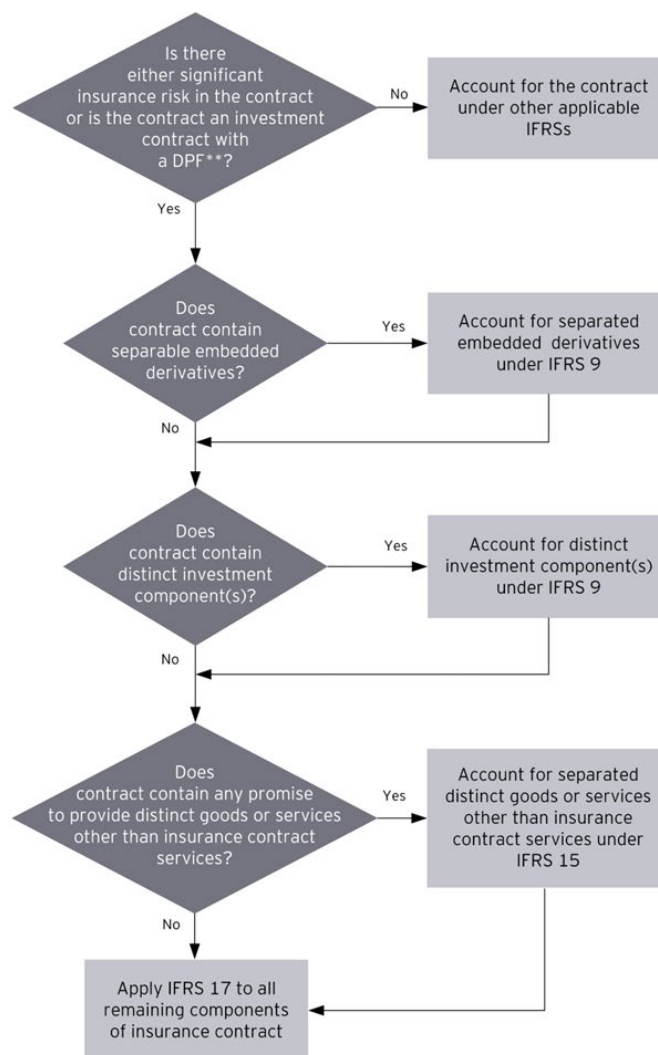 Is there
either significant
insurance risk in the contract
or is the contract an investment
contract with
a DPF**?
No
Account for the contract
under other applicable
IFRSs
Yes
Does
contract contain
separable embedded
derivatives?
Yes
Account for separated
embedded derivatives
under IFRS 9
No
Does
contract contain
distinct investment
component(s)?
Yes
Account for distinct
investment component(s)
under IFRS 9
No
Does
contract contain any promise
to provide distinct goods or services
other than insurance contract
services?
Yes
Account for separated
distinct goods or services
other than insurance
contract services under
IFRS 15
No
Apply IFRS 17 to all
remaining components
of insurance contract